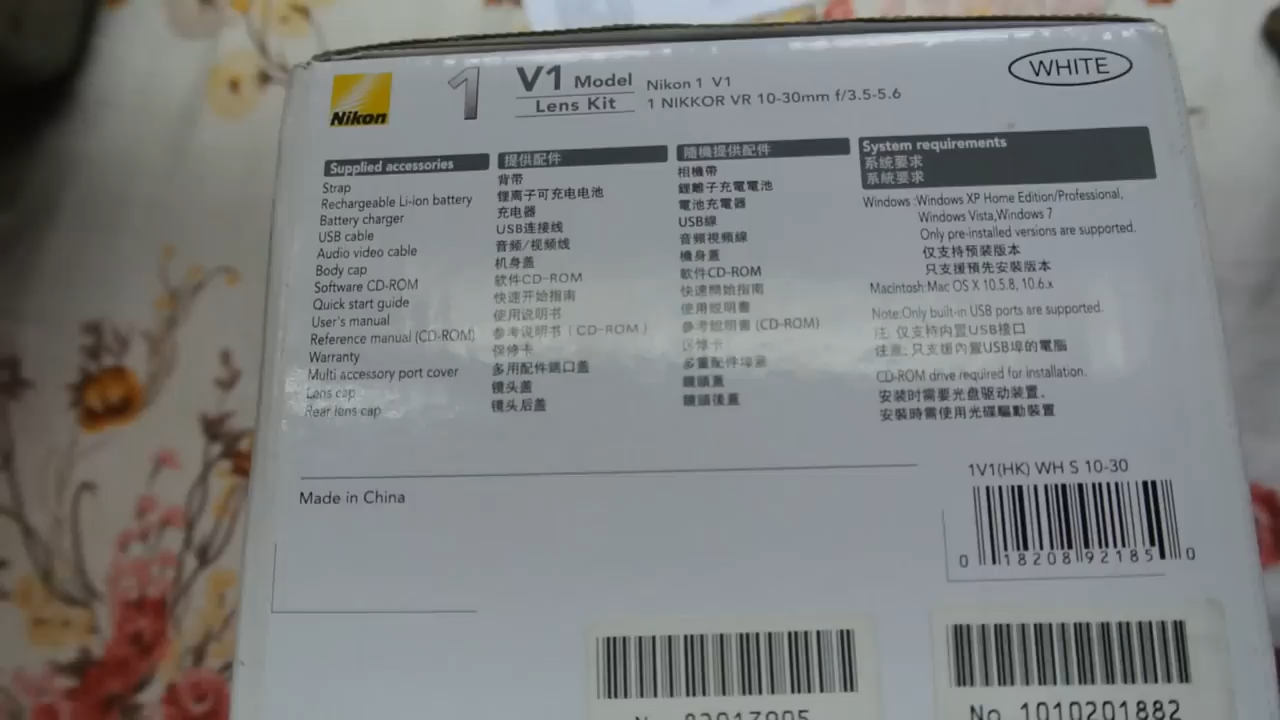 Nikon
1
V1 Model
Lens Kit
Nikon 1 V1
1 NIKKOR VR 10-30mm f/3.5-5.6
WHITE
Supplied accessories
Strap
Rechargeable Li-ion battery
Battery charger
USB cable
Audio video cable
Body cap
Software CD-ROM
Quick start guide
User's manual
Reference manual (CD-ROM)
Warranty
Multi accessory port cover
Lens cap
Rear lens cap
提供配件
背带
锂离子可充电电池
充电器
USB连接线
音频/视频线
机身盖
软件CD-ROM
快速开始指南
使用说明书
参考说明书(CD-ROM)
保修卡
多用配件端口盖
镜头盖
镜头后盖
隨機提供配件
相機帶
鋰離子充電電池
電池充電器
USB線
音頻視頻線
機身蓋
軟件CD-ROM
快速開始指南
使用說明書
參考說明書(CD-ROM)
保修卡
多重配件埠蓋
鏡頭蓋
鏡頭後蓋
System requirements
系统要求
系統要求
Windows :Windows XP Home Edition/Professional,
Windows Vista,Windows 7
Only pre-installed versions are supported.
仅支持预装版本
只支援預先安裝版本
Macintosh:Mac OS X 10.5.8, 10.6.x
Note:Only built-in USB ports are supported.
注: 仅支持内置USB接口
注意: 只支援內置USB埠的電腦
CD-ROM drive required for installation.
安装时需要光盘驱动装置.
安裝時需使用光碟驅動裝置
Made in China
1V1(HK) WH S 10-30
0 18208 92185 0
No. 1010201882